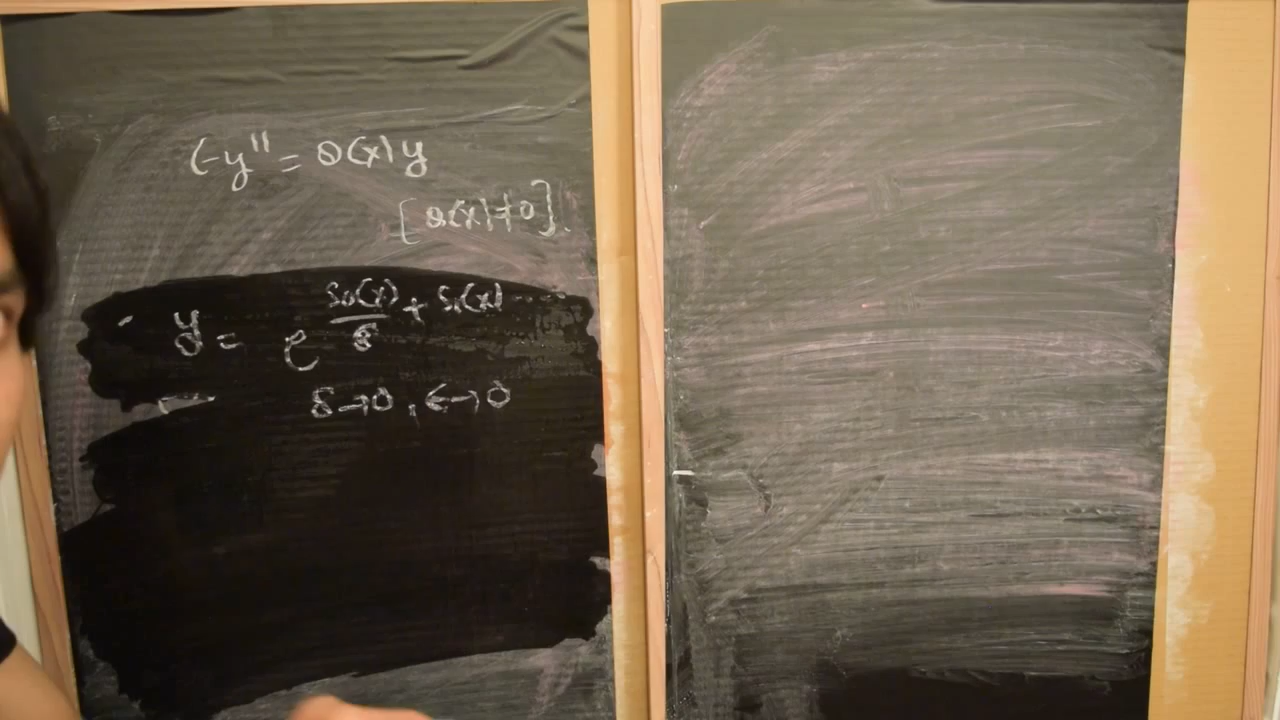 ϵ²y'' = Q(x)y
[Q(x)≠0].
y = e^{S₀(x)/δ + S₁(x) ....}
δ→0, ϵ→0